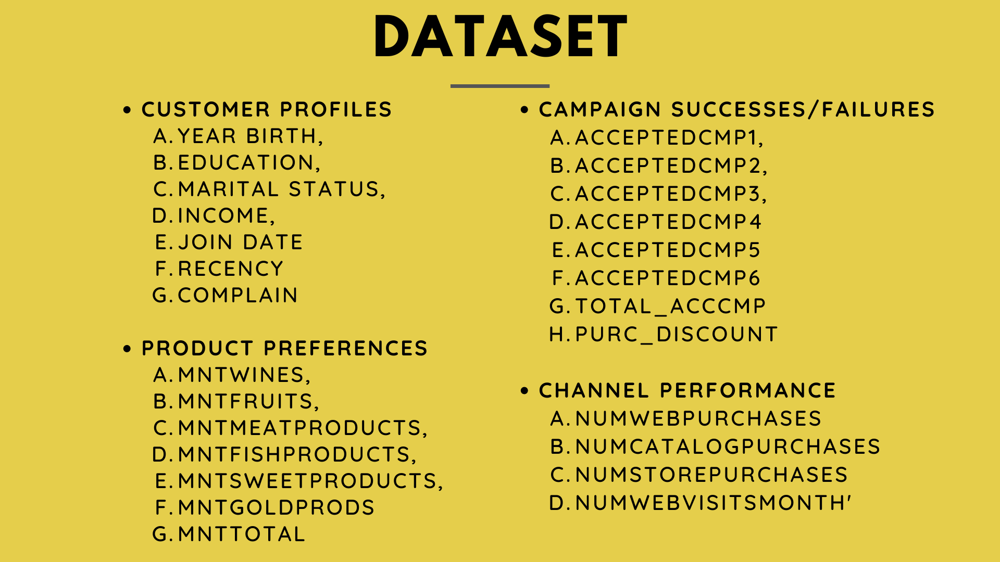 DATASET
• CUSTOMER PROFILES
A. YEAR BIRTH,
B. EDUCATION,
C. MARITAL STATUS,
D. INCOME,
E. JOIN DATE
F. RECENCY
G. COMPLAIN
• PRODUCT PREFERENCES
A. MNTWINES,
B. MNTFRUITS,
C. MNTMEATPRODUCTS,
D. MNTFISHPRODUCTS,
E. MNTSWEETPRODUCTS,
F. MNTGOLDPRODS
G. MNTTOTAL
• CAMPAIGN SUCCESSES/FAILURES
A. ACCEPTEDCMP1,
B. ACCEPTEDCMP2,
C. ACCEPTEDCMP3,
D. ACCEPTEDCMP4
E. ACCEPTEDCMP5
F. ACCEPTEDCMP6
G. TOTAL_ACCCMP
H. PURC_DISCOUNT
• CHANNEL PERFORMANCE
A. NUMWEBPURCHASES
B. NUMCATALOGPURCHASES
C. NUMSTOREPURCHASES
D. NUMWEBVISITSMONTH'